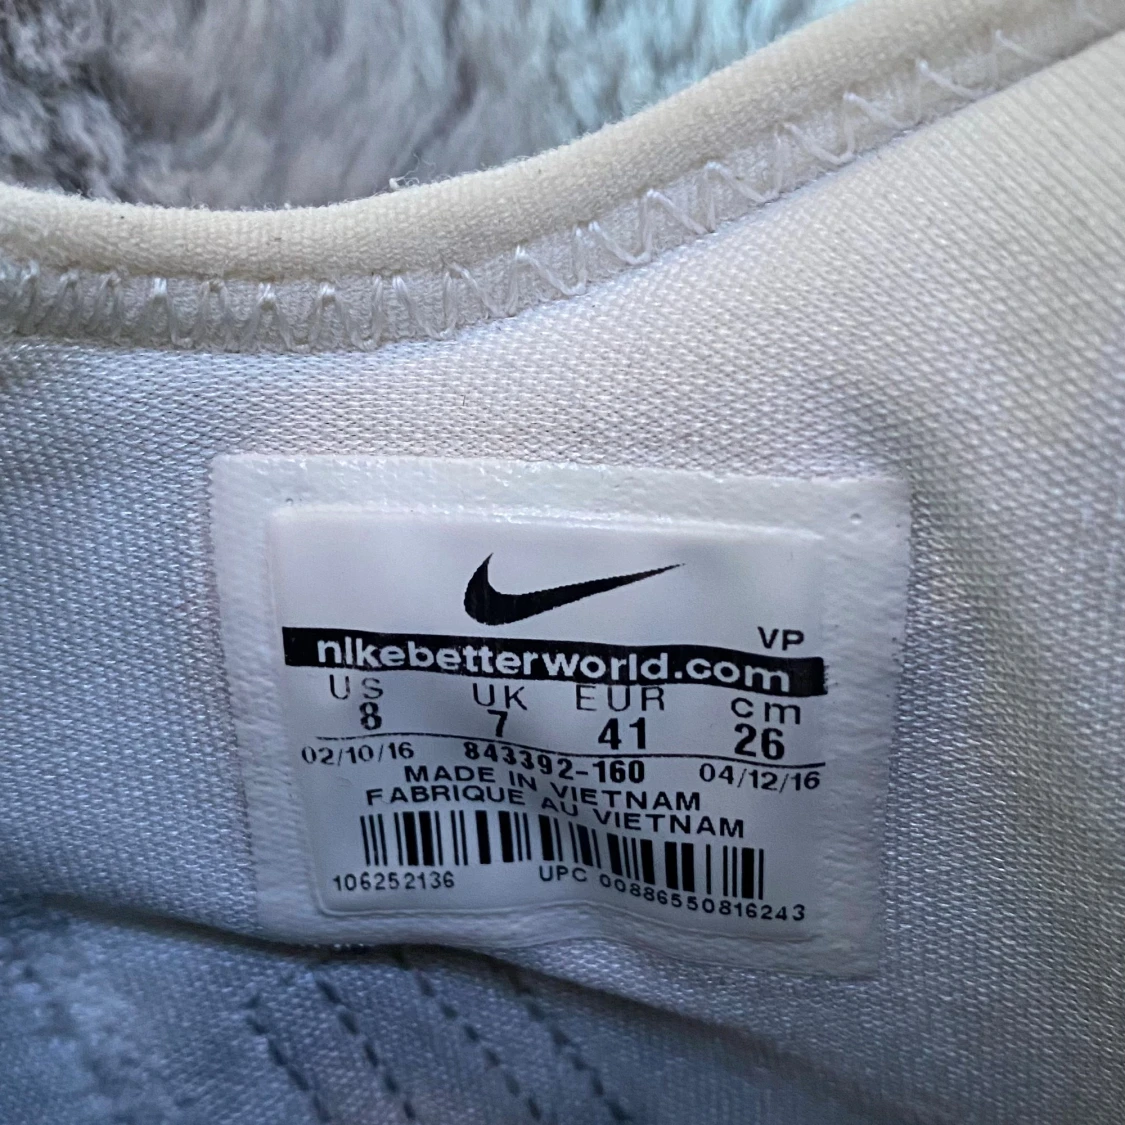 VP
nikebetterworld.com
US UK EUR cm
8 7 41 26
02/10/16 843392-160 04/12/16
MADE IN VIETNAM
FABRIQUE AU VIETNAM
106252136 UPC 00886550816243